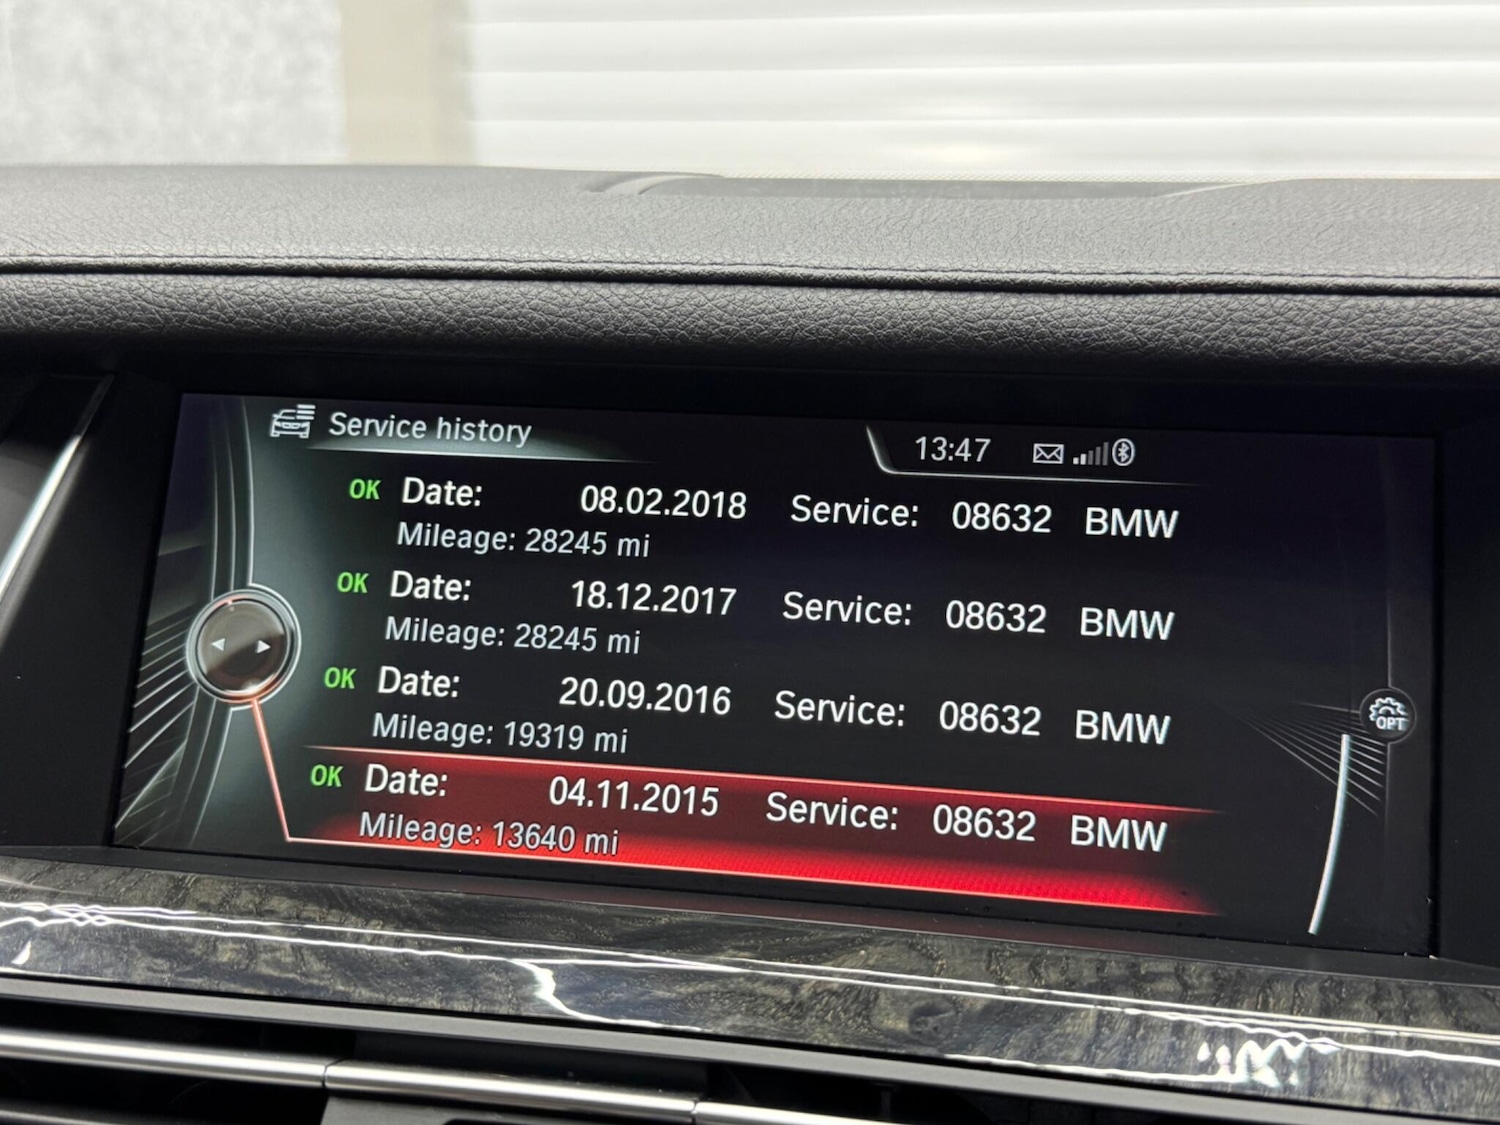 Service history
13:47
OK Date: 08.02.2018 Service: 08632 BMW
Mileage: 28245 mi
OK Date: 18.12.2017 Service: 08632 BMW
Mileage: 28245 mi
OK Date: 20.09.2016 Service: 08632 BMW
Mileage: 19319 mi
OPT
OK Date: 04.11.2015 Service: 08632 BMW
Mileage: 13640 mi